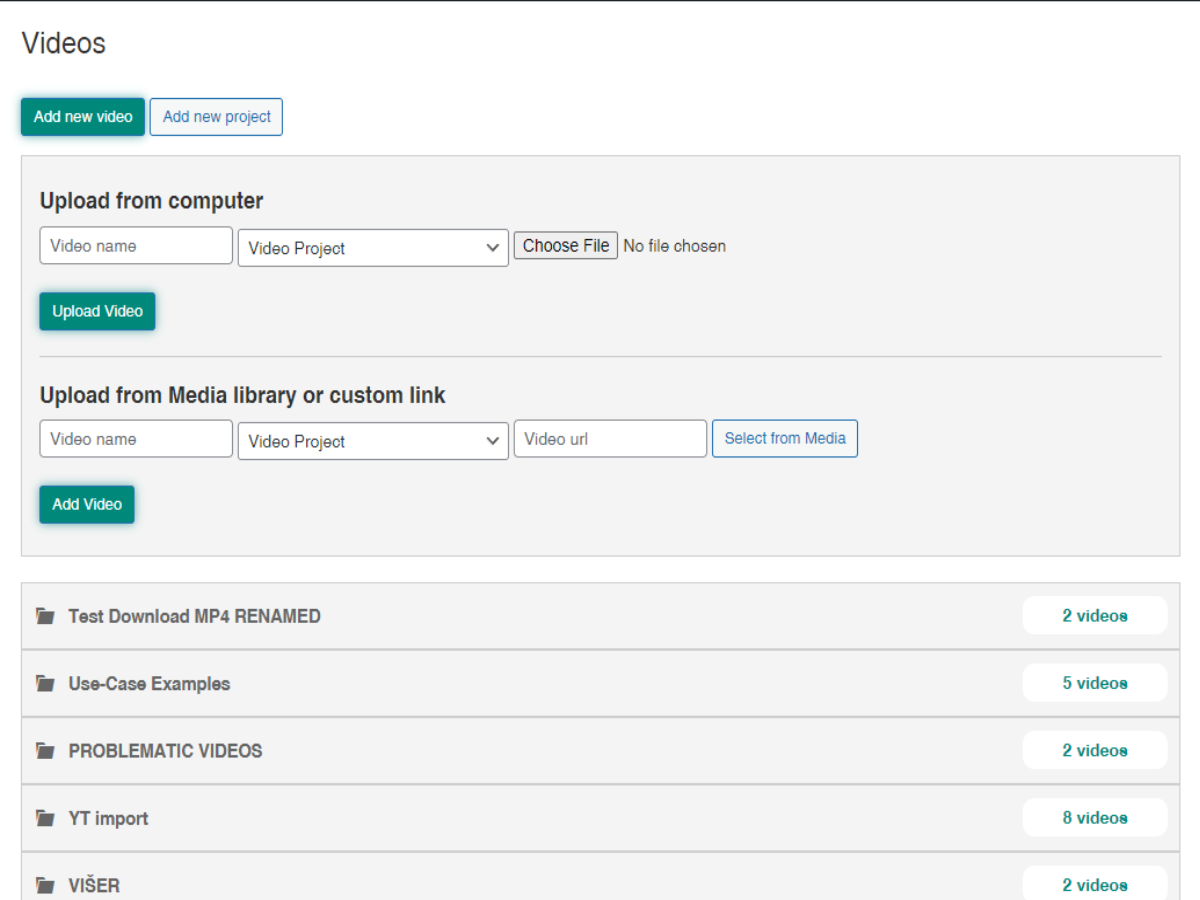 Videos
Add new video Add new project
Upload from computer
Video name Video Project Choose File No file chosen
Upload Video
Upload from Media library or custom link
Video name Video Project Video url Select from Media
Add Video
Test Download MP4 RENAMED 2 videos
Use-Case Examples 5 videos
PROBLEMATIC VIDEOS 2 videos
YT import 8 videos
VIŠER 2 videos